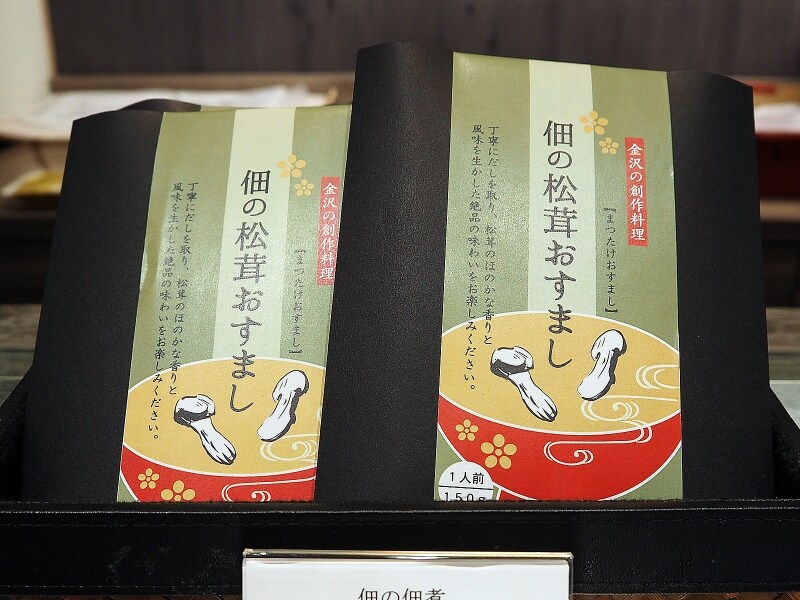 金沢の創作料理
【まつたけおすまし】
佃の松茸おすまし
丁寧にだしを取り、松茸のほのかな香りと
風味を生かした絶品の味わいをお楽しみください。
金沢の創作料理
【まつたけおすまし】
佃の松茸おすまし
丁寧にだしを取り、松茸のほのかな香りと
風味を生かした絶品の味わいをお楽しみください。
1人前
150g
佃の佃煮